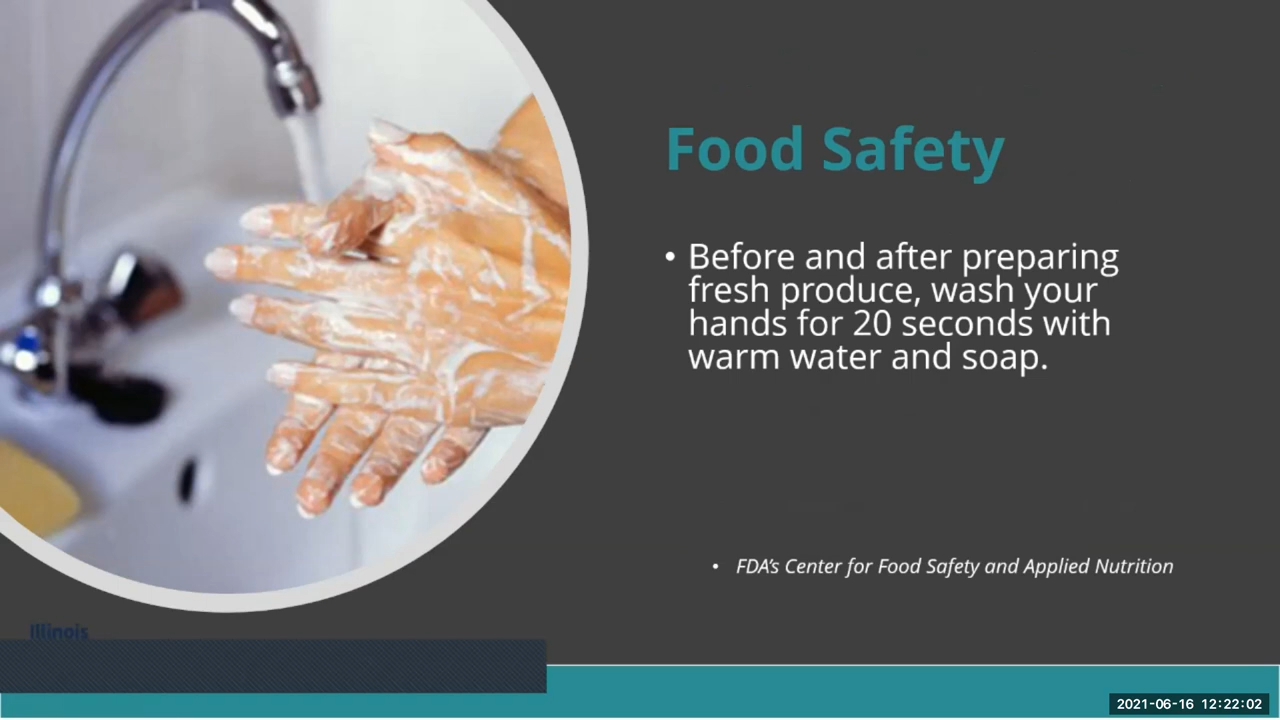 Food Safety
• Before and after preparing
fresh produce, wash your
hands for 20 seconds with
warm water and soap.
• FDA's Center for Food Safety and Applied Nutrition
Illinois
2021-06-16 12:22:02